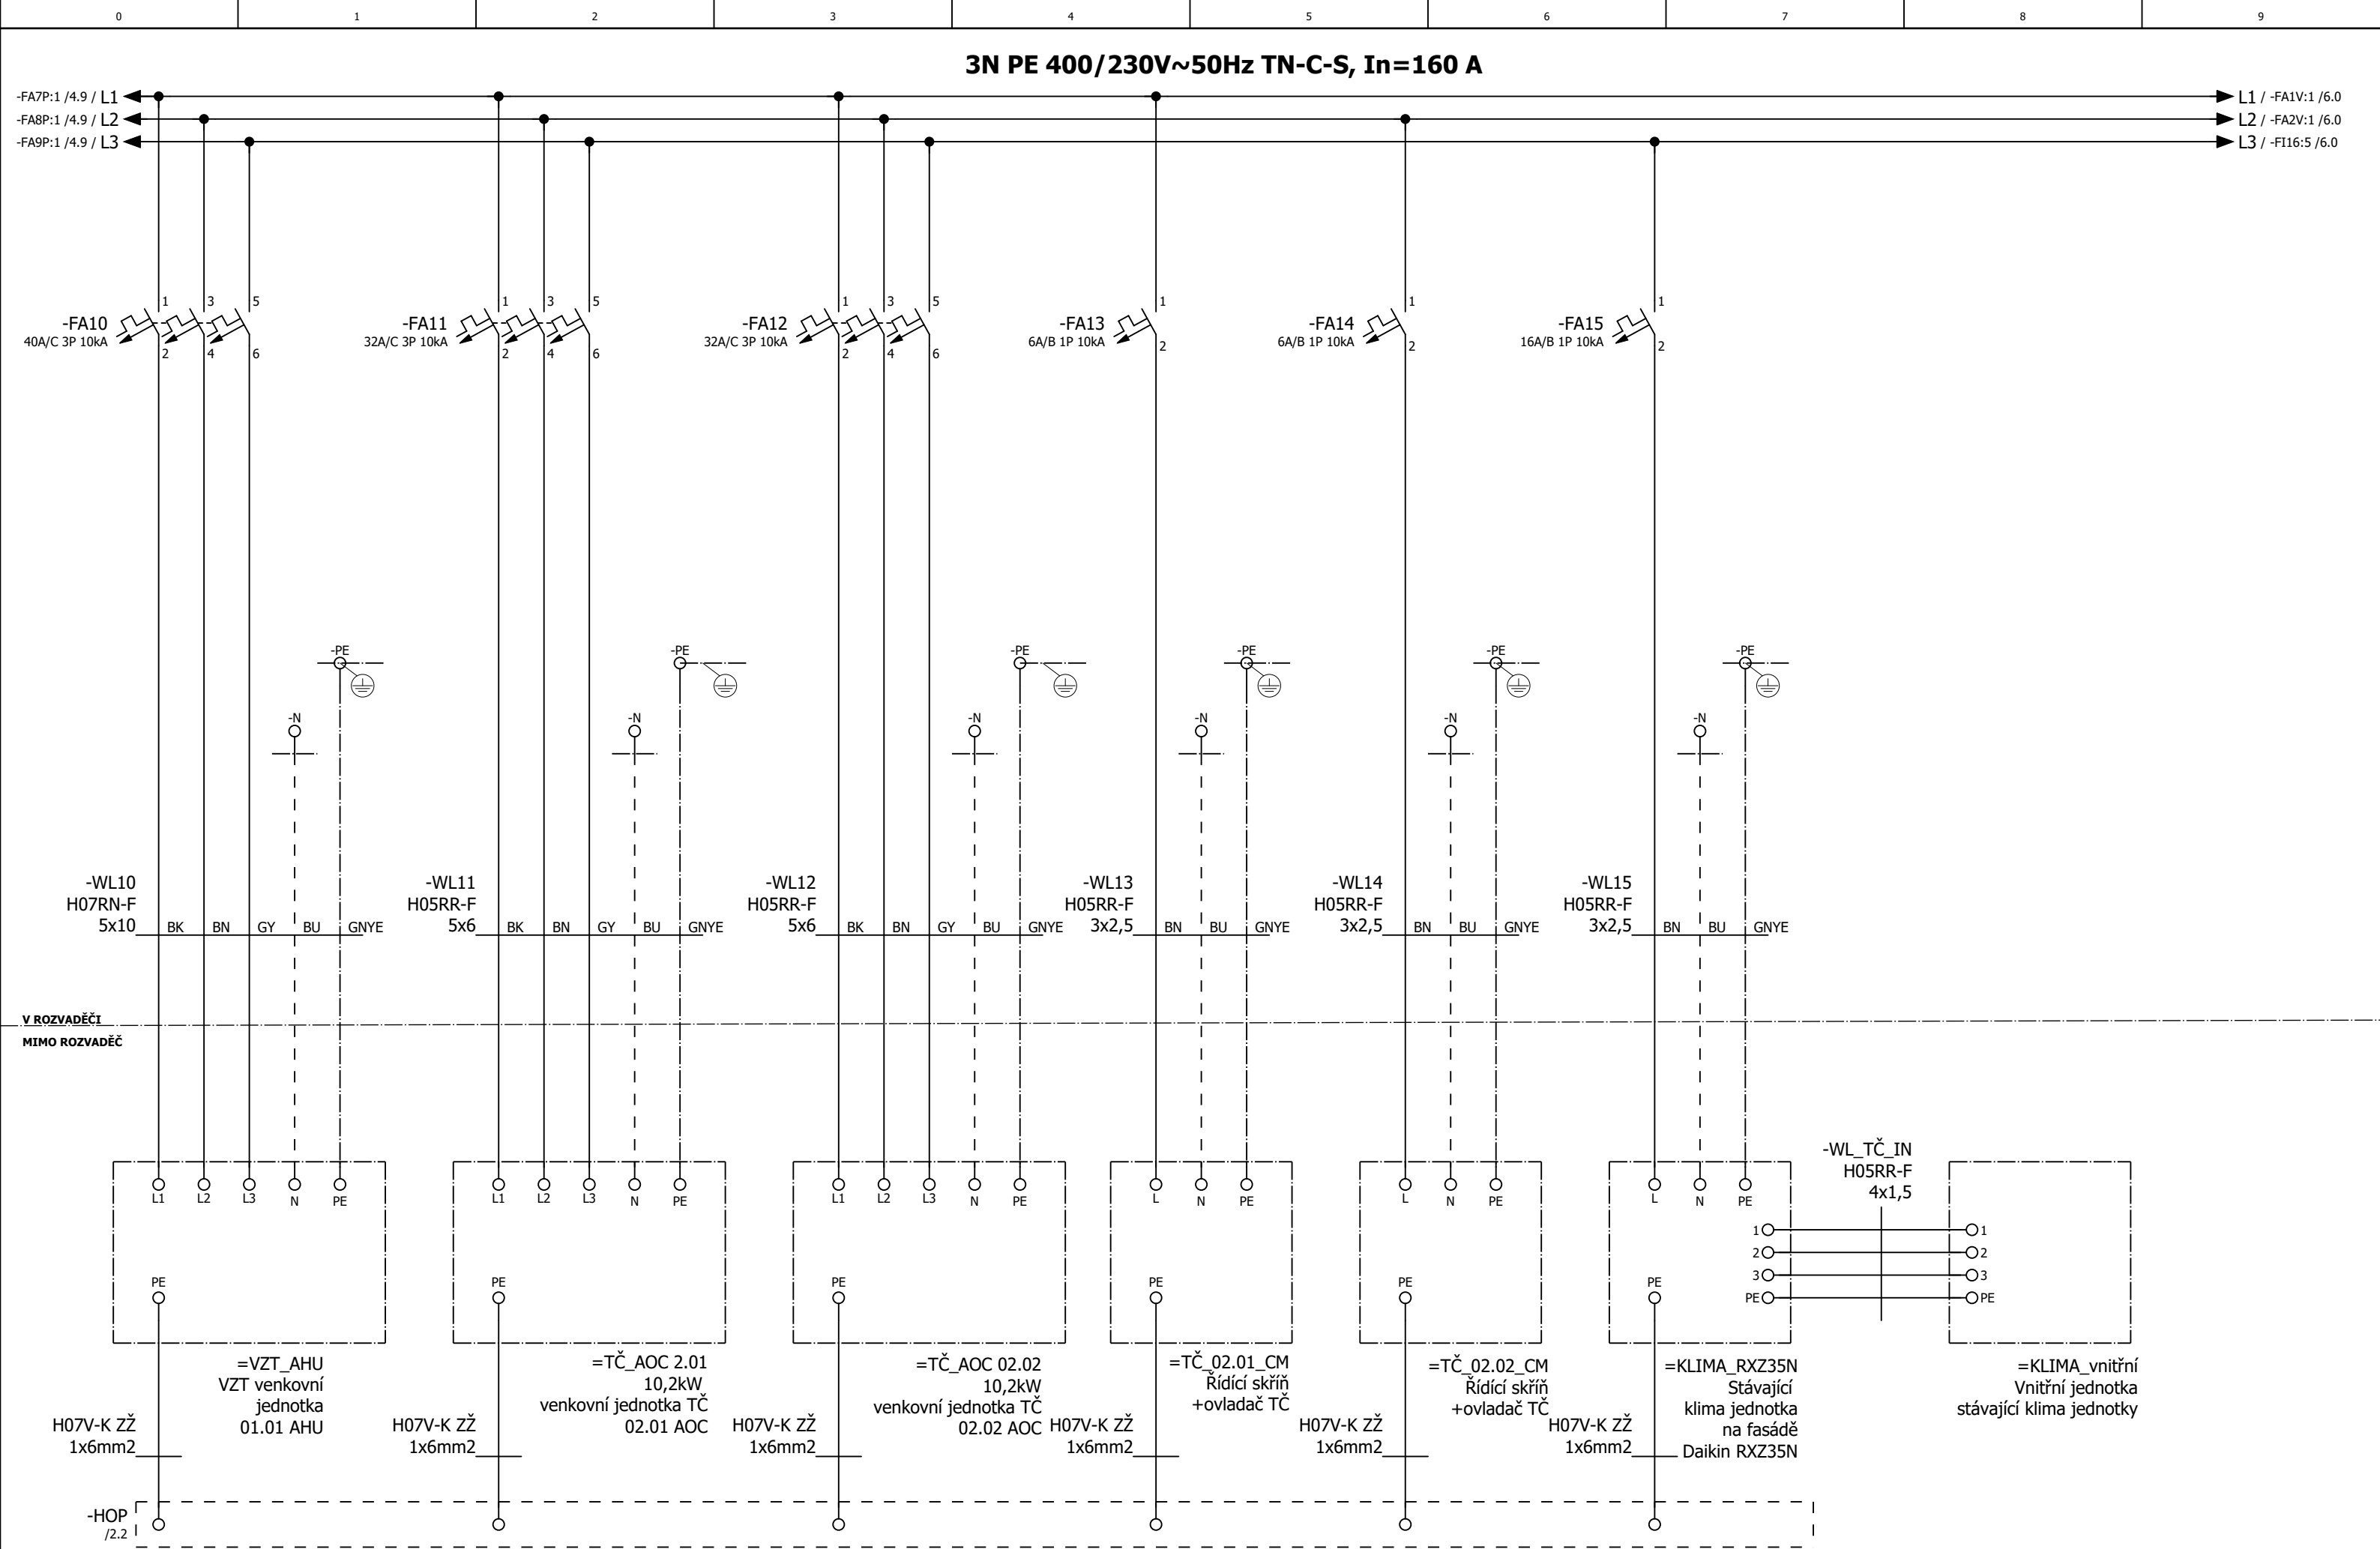 0 1 2 3 4 5 6 7 8 9
3N PE 400/230V~50Hz TN-C-S, In=160 A
-FA7P:1 /4.9 / L1
L1 / -FA1V:1 /6.0
-FA8P:1 /4.9 / L2
L2 / -FA2V:1 /6.0
-FA9P:1 /4.9 / L3
L3 / -FI16:5 /6.0
1 3 5 1 3 5 1 3 5 1 1 1
-FA10
40A/C 3P 10kA
-FA11
32A/C 3P 10kA
-FA12
32A/C 3P 10kA
-FA13
6A/B 1P 10kA
-FA14
6A/B 1P 10kA
-FA15
16A/B 1P 10kA
2 4 6 2 4 6 2 4 6 2 2 2
-PE -PE -PE -PE -PE -PE
-N -N -N -N -N -N
-WL10
H07RN-F
5x10
BK BN GY BU GNYE
-WL11
H05RR-F
5x6
BK BN GY BU GNYE
-WL12
H05RR-F
5x6
BK BN GY BU GNYE
-WL13
H05RR-F
3x2,5
BN BU GNYE
-WL14
H05RR-F
3x2,5
BN BU GNYE
-WL15
H05RR-F
3x2,5
BN BU GNYE
V ROZVADĚČI
MIMO ROZVADĚČ
-WL_TČ_IN
H05RR-F
4x1,5
L1 L2 L3 N PE
L1 L2 L3 N PE
L1 L2 L3 N PE
L N PE
L N PE
L N PE
1 1
2 2
3 3
PE PE
PE PE PE PE PE PE
=VZT_AHU
VZT venkovní
jednotka
01.01 AHU
=TČ_AOC 2.01
10,2kW
venkovní jednotka TČ
02.01 AOC
=TČ_AOC 02.02
10,2kW
venkovní jednotka TČ
02.02 AOC
=TČ_02.01_CM
Řídící skříň
+ovladač TČ
=TČ_02.02_CM
Řídící skříň
+ovladač TČ
=KLIMA_RXZ35N
Stávající
klima jednotka
na fasádě
Daikin RXZ35N
=KLIMA_vnitřní
Vnitřní jednotka
stávající klima jednotky
H07V-K ZŽ
1x6mm2
H07V-K ZŽ
1x6mm2
H07V-K ZŽ
1x6mm2
H07V-K ZŽ
1x6mm2
H07V-K ZŽ
1x6mm2
H07V-K ZŽ
1x6mm2
-HOP
/2.2